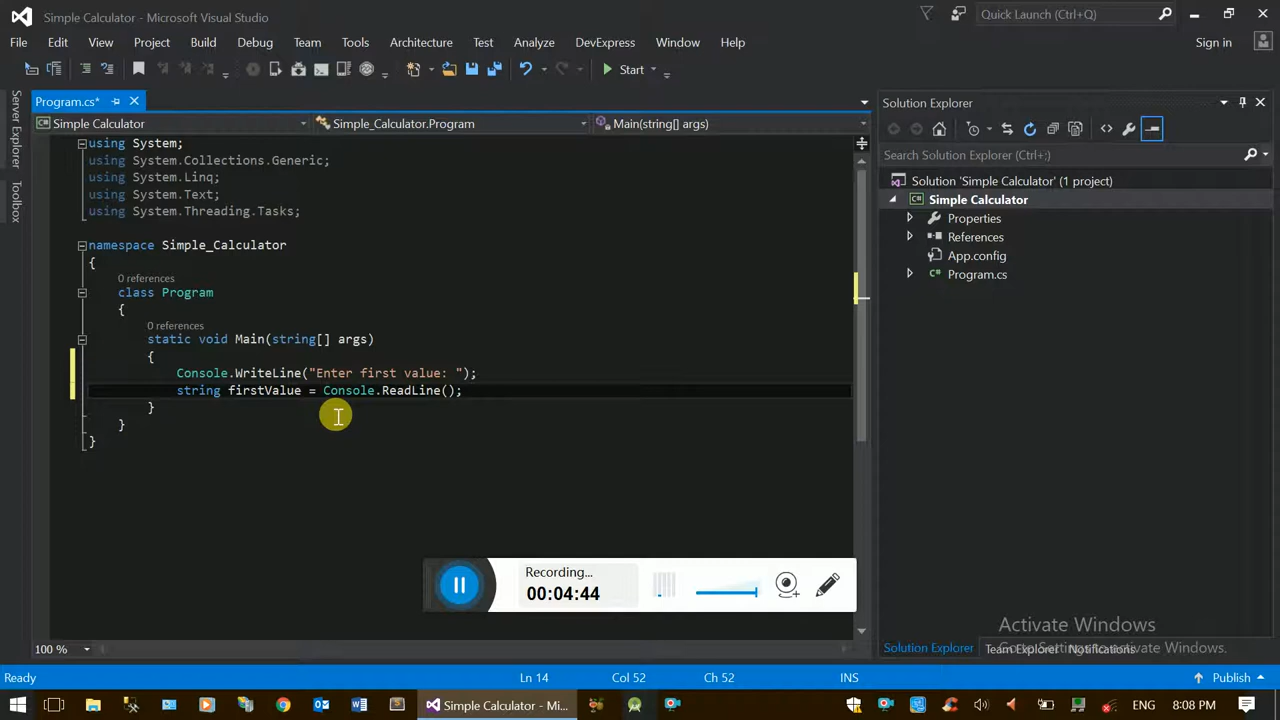 Simple Calculator - Microsoft Visual Studio
Quick Launch (Ctrl+Q)
File Edit View Project Build Debug Team Tools Architecture Test Analyze DevExpress Window Help
Sign in
Start
Server Explorer
Toolbox
Program.cs*
Simple Calculator
Simple_Calculator.Program
Main(string[] args)
using System;
using System.Collections.Generic;
using System.Linq;
using System.Text;
using System.Threading.Tasks;
namespace Simple_Calculator
{
0 references
class Program
{
0 references
static void Main(string[] args)
{
Console.WriteLine("Enter first value: ");
string firstValue = Console.ReadLine();
}
}
}
Solution Explorer
Search Solution Explorer (Ctrl+;)
Solution 'Simple Calculator' (1 project)
Simple Calculator
Properties
References
App.config
Program.cs
Recording...
00:04:44
Activate Windows
Activate Windows.
Solution Explorer Team Explorer Notifications
100 %
Ready
Ln 14
Col 52
Ch 52
INS
Publish
Simple Calculator - Mi...
ENG
8:08 PM